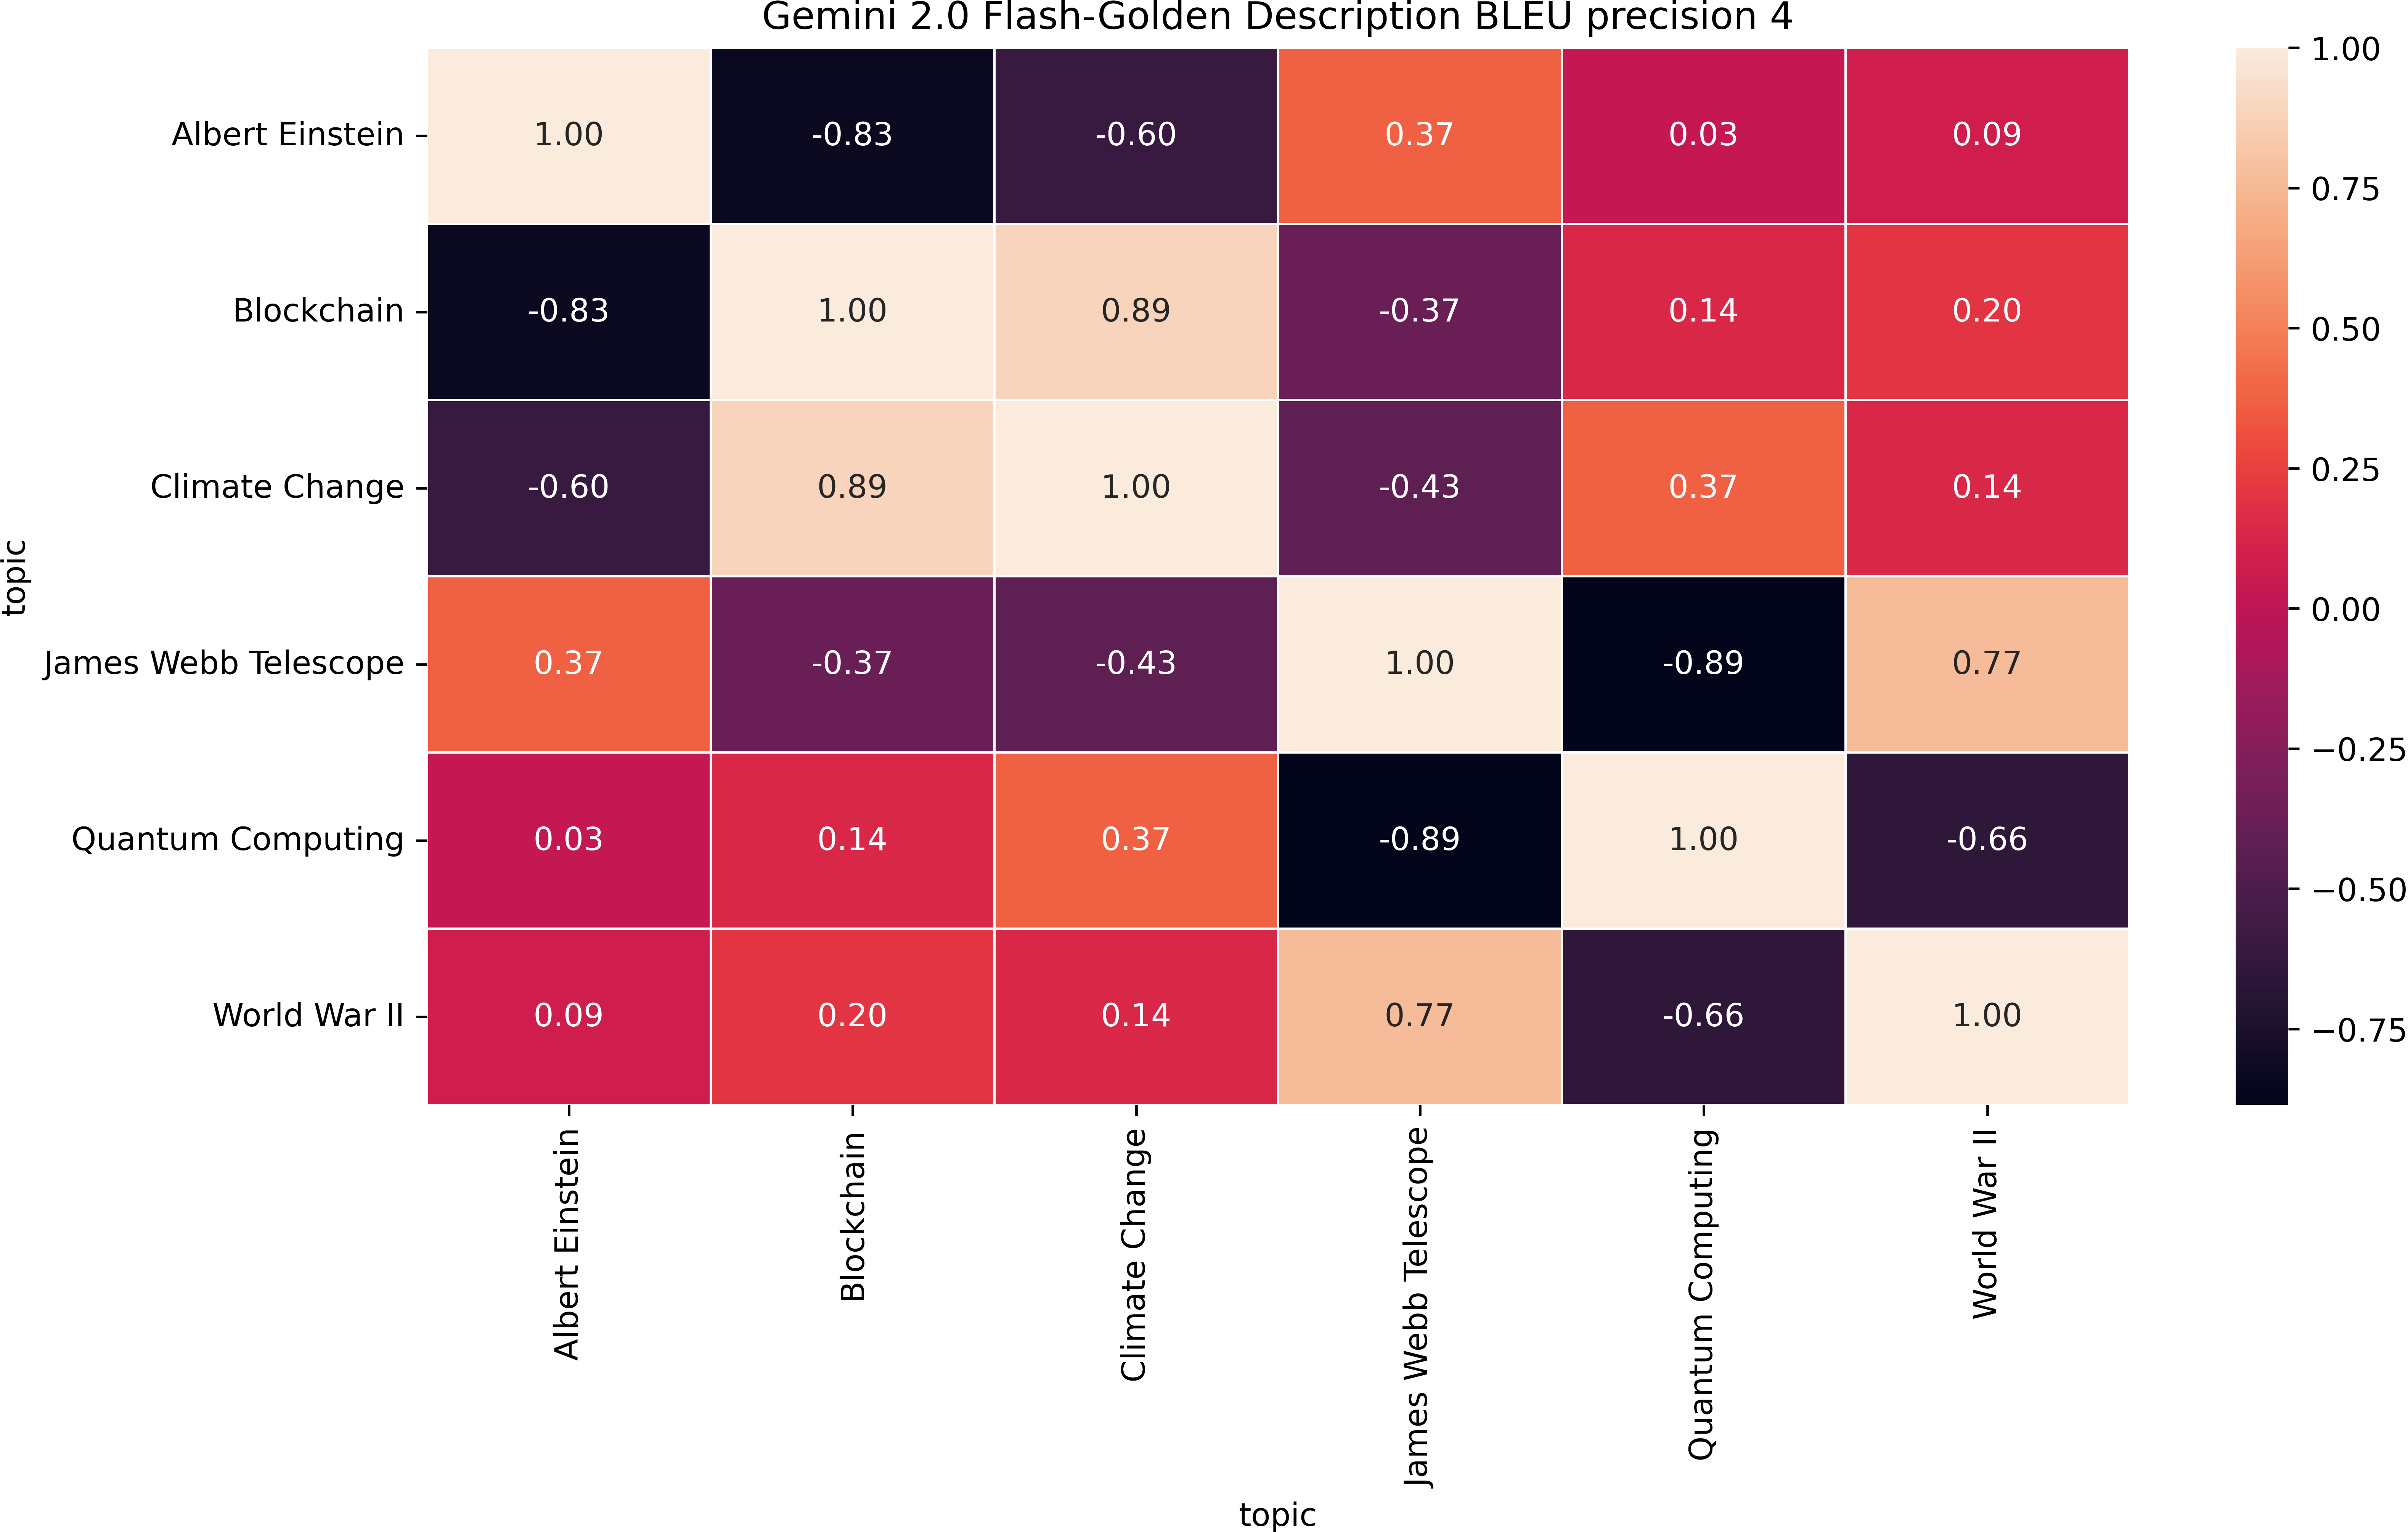 Gemini 2.0 Flash-Golden Description BLEU precision 4
topic
Albert Einstein 1.00 -0.83 -0.60 0.37 0.03 0.09
Blockchain -0.83 1.00 0.89 -0.37 0.14 0.20
Climate Change -0.60 0.89 1.00 -0.43 0.37 0.14
James Webb Telescope 0.37 -0.37 -0.43 1.00 -0.89 0.77
Quantum Computing 0.03 0.14 0.37 -0.89 1.00 -0.66
World War II 0.09 0.20 0.14 0.77 -0.66 1.00
Albert Einstein
Blockchain
Climate Change
James Webb Telescope
Quantum Computing
World War II
topic
1.00
0.75
0.50
0.25
0.00
−0.25
−0.50
−0.75